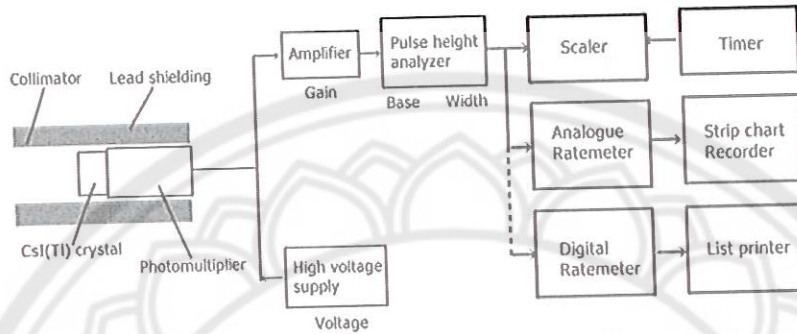 Collimator
Lead shielding
CsI(Tl) crystal
Photomultiplier
Amplifier
Gain
Pulse height
analyzer
Base
Width
High voltage
supply
Voltage
Scaler
Timer
Analogue
Ratemeter
Strip chart
Recorder
Digital
Ratemeter
List printer